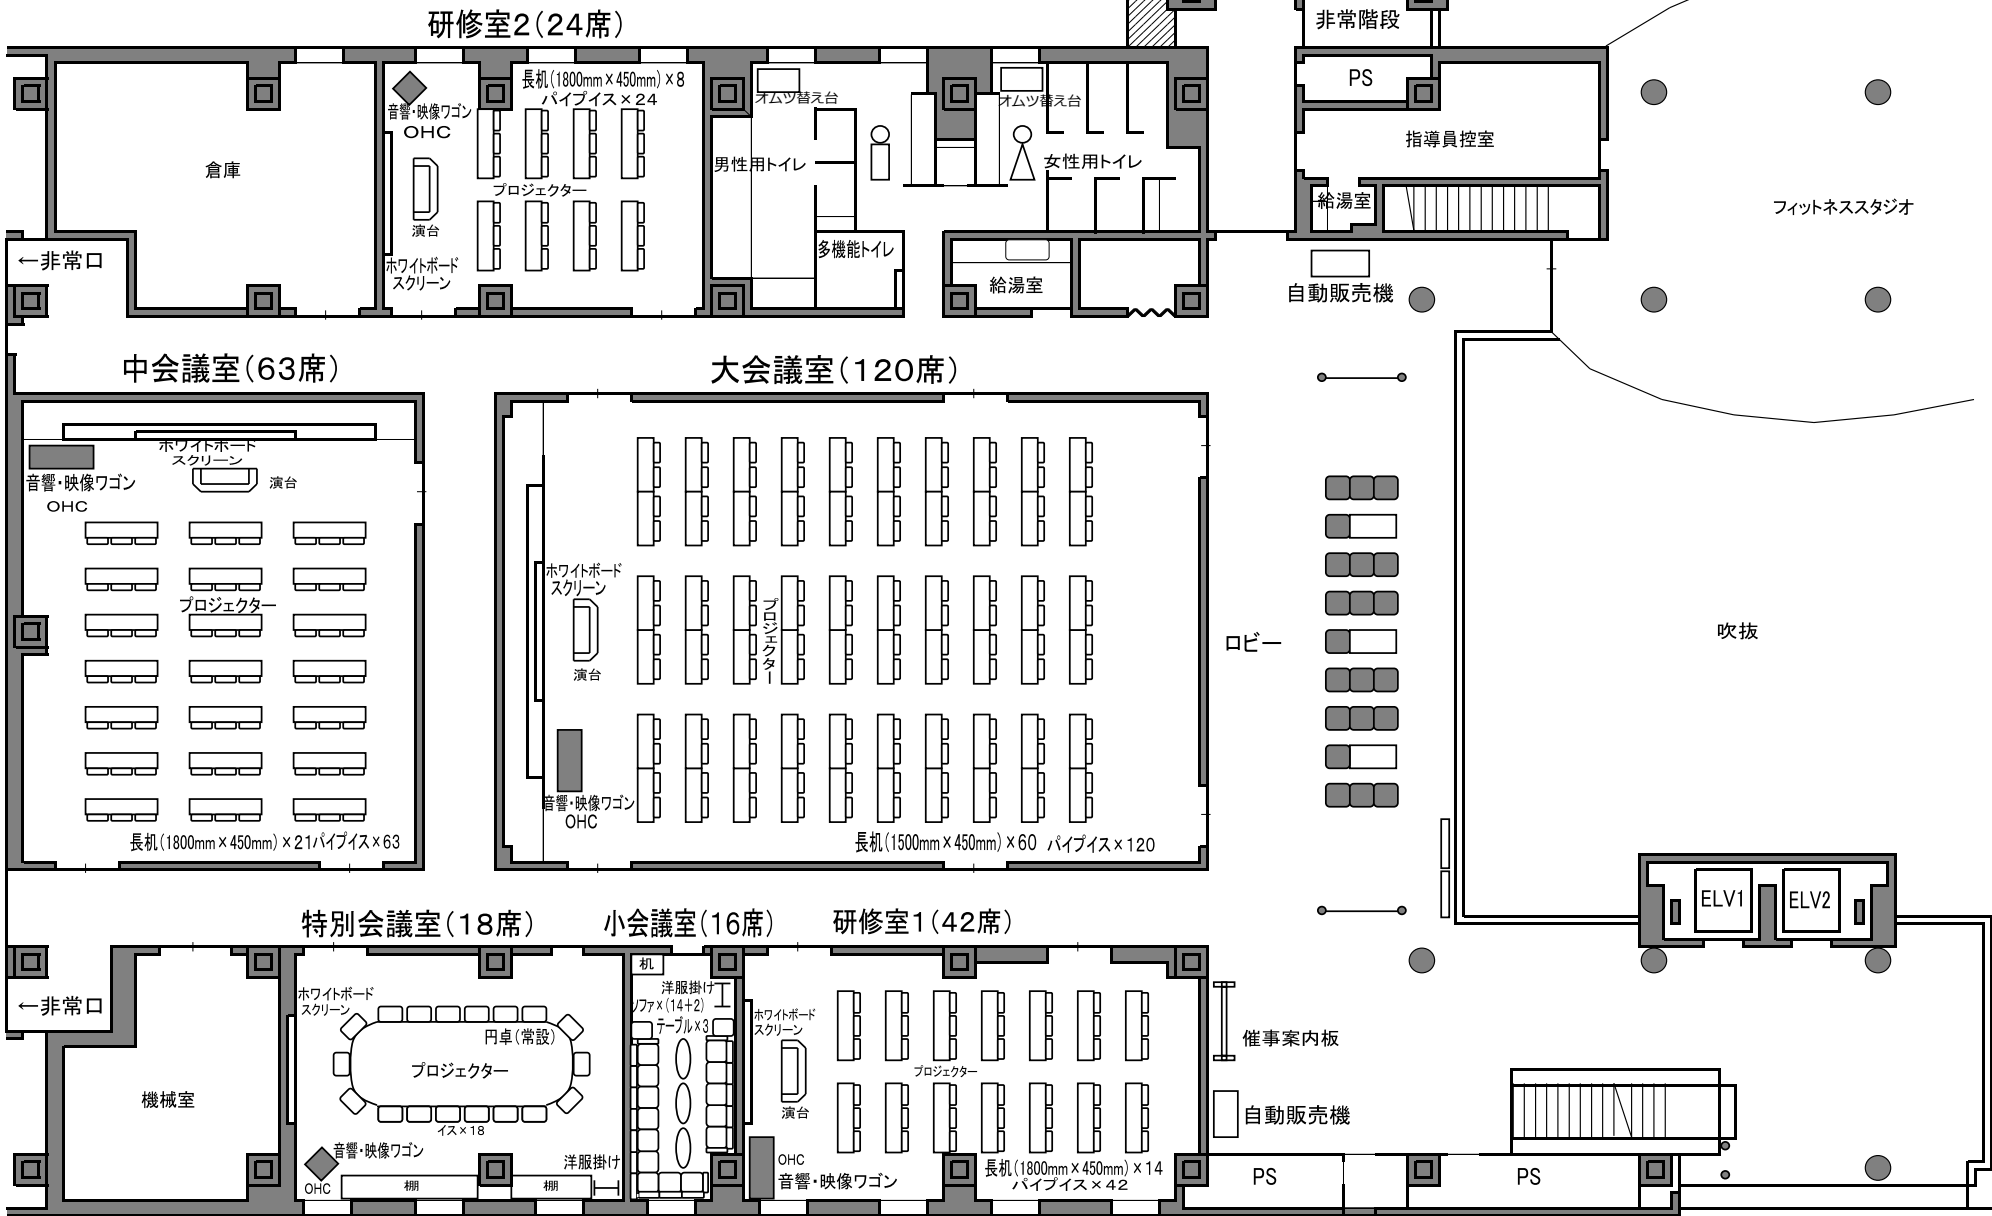 研修室2(24席)
非常階段
PS
長机(1800mm×450mm)×8
パイプイス×24
音響・映像ワゴン
OHC
オムツ替え台
オムツ替え台
指導員控室
倉庫
男性用トイレ
女性用トイレ
プロジェクター
給湯室
フィットネススタジオ
演台
多機能トイレ
←非常口
ホワイトボード
スクリーン
給湯室
自動販売機
中会議室(63席)
大会議室(120席)
ホワイトボード
スクリーン
音響・映像ワゴン
OHC
演台
プロジェクター
長机(1800mm×450mm)×21パイプイス×63
ホワイトボード
スクリーン
プロジェクター
演台
音響・映像ワゴン
OHC
長机(1500mm×450mm)×60 パイプイス×120
ロビー
吹抜
ELV1
ELV2
特別会議室(18席)
小会議室(16席)
研修室1(42席)
机
←非常口
ホワイトボード
スクリーン
円卓(常設)
プロジェクター
イス×18
音響・映像ワゴン
OHC
棚
棚
洋服掛け
機械室
洋服掛け
ソファ×(14+2)
テーブル×3
ホワイトボード
スクリーン
プロジェクター
演台
OHC
音響・映像ワゴン
長机(1800mm×450mm)×14
パイプイス×42
催事案内板
自動販売機
PS
PS